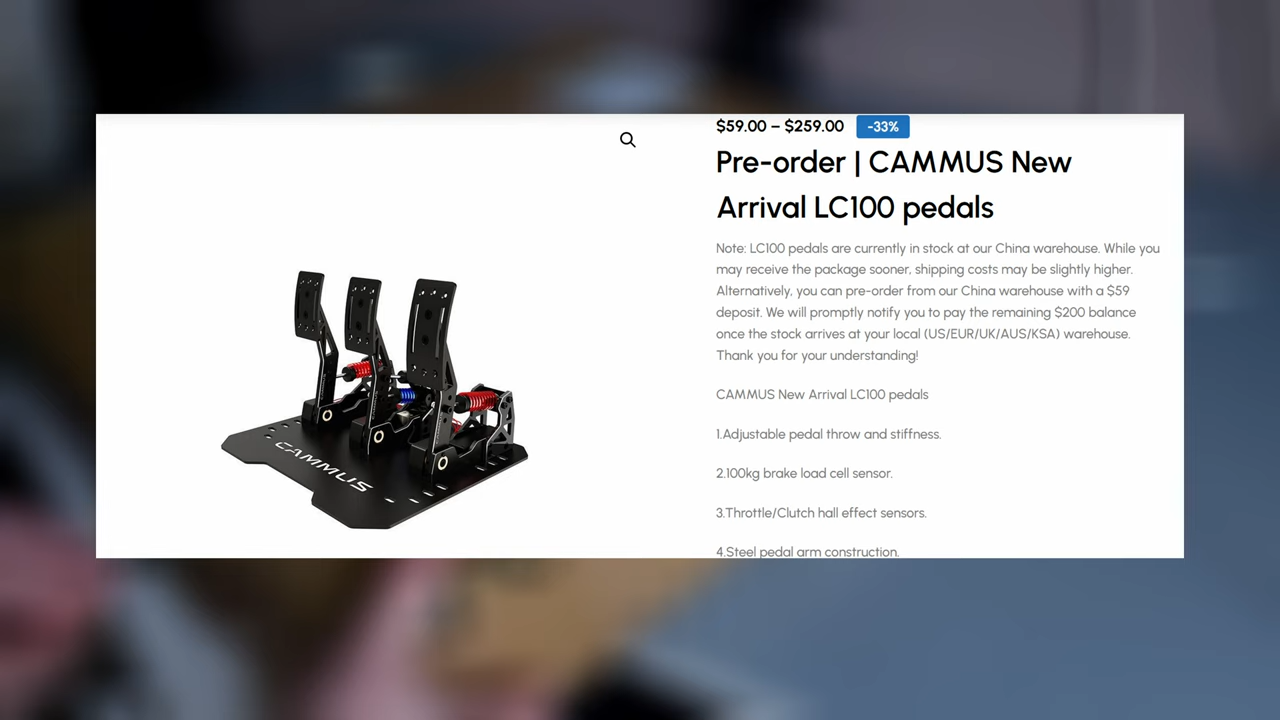 $59.00 – $259.00 -33%
Pre-order | CAMMUS New
Arrival LC100 pedals
Note: LC100 pedals are currently in stock at our China warehouse. While you
may receive the package sooner, shipping costs may be slightly higher.
Alternatively, you can pre-order from our China warehouse with a $59
deposit. We will promptly notify you to pay the remaining $200 balance
once the stock arrives at your local (US/EUR/UK/AUS/KSA) warehouse.
Thank you for your understanding!
CAMMUS New Arrival LC100 pedals
1.Adjustable pedal throw and stiffness.
2.100kg brake load cell sensor.
3.Throttle/Clutch hall effect sensors.
4.Steel pedal arm construction.
CAMMUS